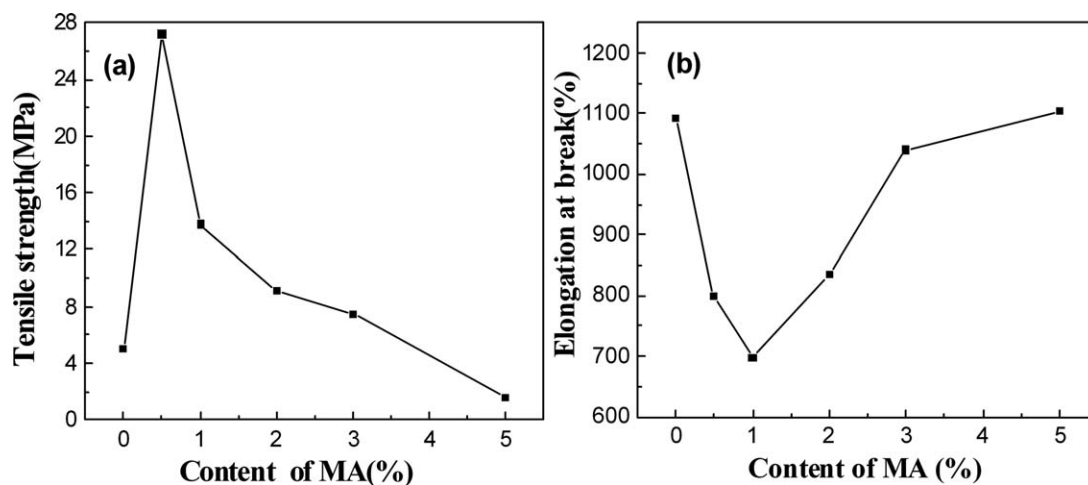 (a)
Tensile strength(MPa)
28
24
20
16
12
8
4
0
0 1 2 3 4 5
Content of MA(%)
(b)
Elongation at break(%)
1200
1100
1000
900
800
700
600
0 1 2 3 4 5
Content of MA (%)